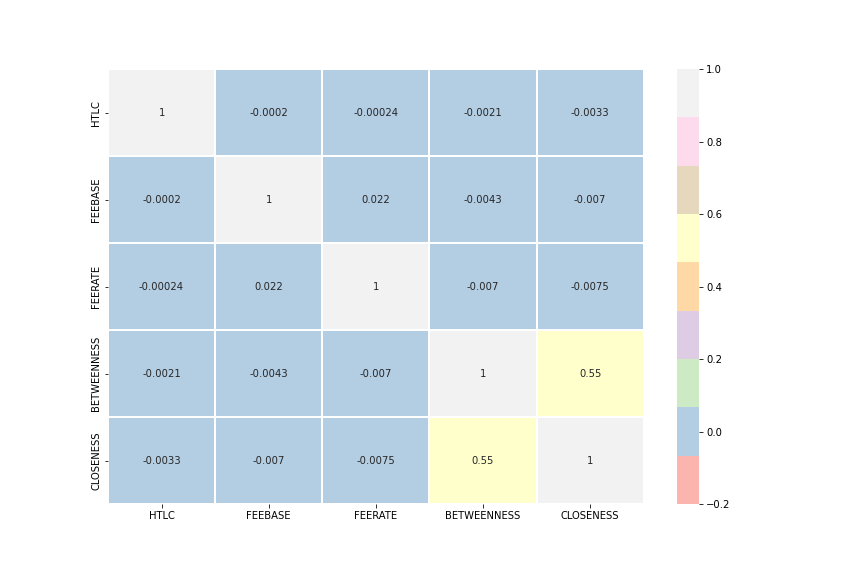 HTLC 1 -0.0002 -0.00024 -0.0021 -0.0033
FEEBASE -0.0002 1 0.022 -0.0043 -0.007
FEERATE -0.00024 0.022 1 -0.007 -0.0075
BETWEENNESS -0.0021 -0.0043 -0.007 1 0.55
CLOSENESS -0.0033 -0.007 -0.0075 0.55 1
HTLC FEEBASE FEERATE BETWEENNESS CLOSENESS
1.0
0.8
0.6
0.4
0.2
0.0
−0.2